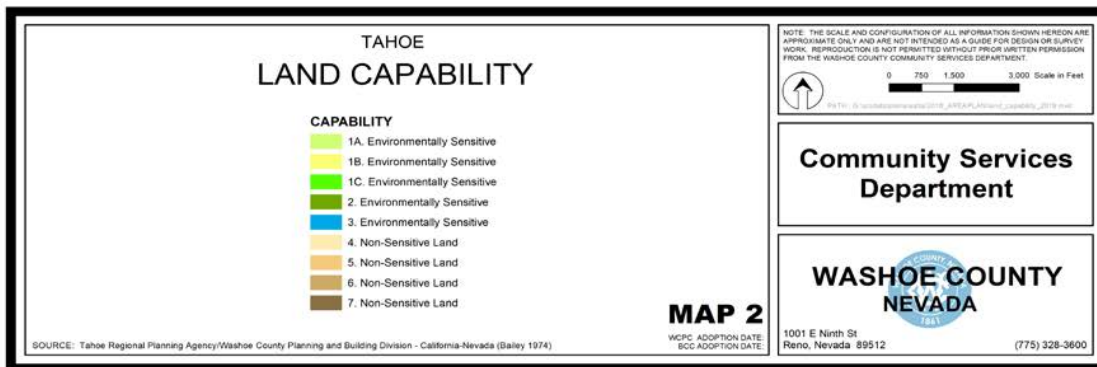 TAHOE
LAND CAPABILITY
CAPABILITY
1A. Environmentally Sensitive
1B. Environmentally Sensitive
1C. Environmentally Sensitive
2. Environmentally Sensitive
3. Environmentally Sensitive
4. Non-Sensitive Land
5. Non-Sensitive Land
6. Non-Sensitive Land
7. Non-Sensitive Land
MAP 2
WCPC ADOPTION DATE:
BCC ADOPTION DATE:
SOURCE: Tahoe Regional Planning Agency/Washoe County Planning and Building Division - California-Nevada (Bailey 1974)
NOTE: THE SCALE AND CONFIGURATION OF ALL INFORMATION SHOWN HEREON ARE
APPROXIMATE ONLY AND ARE NOT INTENDED AS A GUIDE FOR DESIGN OR SURVEY
WORK. REPRODUCTION IS NOT PERMITTED WITHOUT PRIOR WRITTEN PERMISSION
FROM THE WASHOE COUNTY COMMUNITY SERVICES DEPARTMENT.
0 750 1,500 3,000 Scale in Feet
PATH:
Community Services
Department
WASHOE COUNTY
NEVADA
1861
1001 E Ninth St
Reno, Nevada 89512
(775) 328-3600